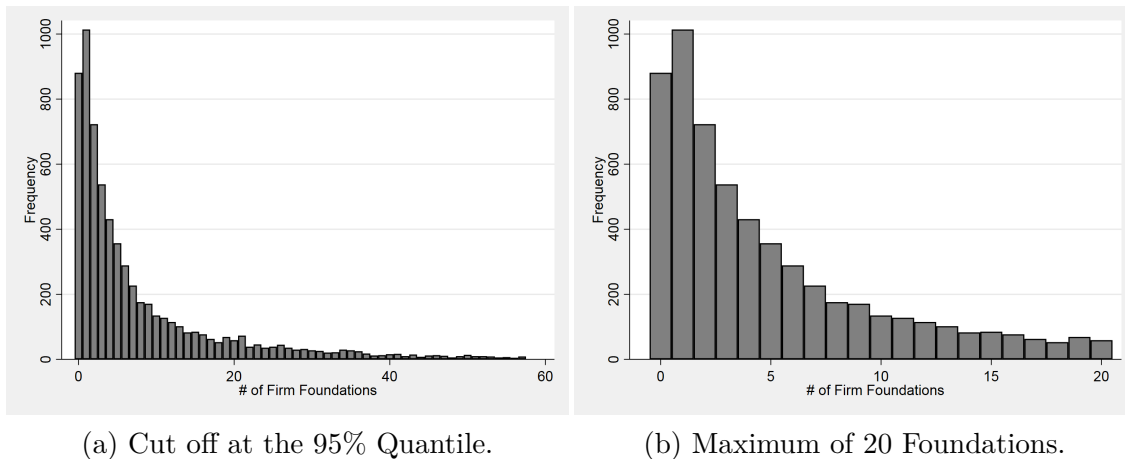 1000
800
600
400
200
0
Frequency
0 20 40 60
# of Firm Foundations
(a) Cut off at the 95% Quantile.
1000
800
600
400
200
0
Frequency
0 5 10 15 20
# of Firm Foundations
(b) Maximum of 20 Foundations.